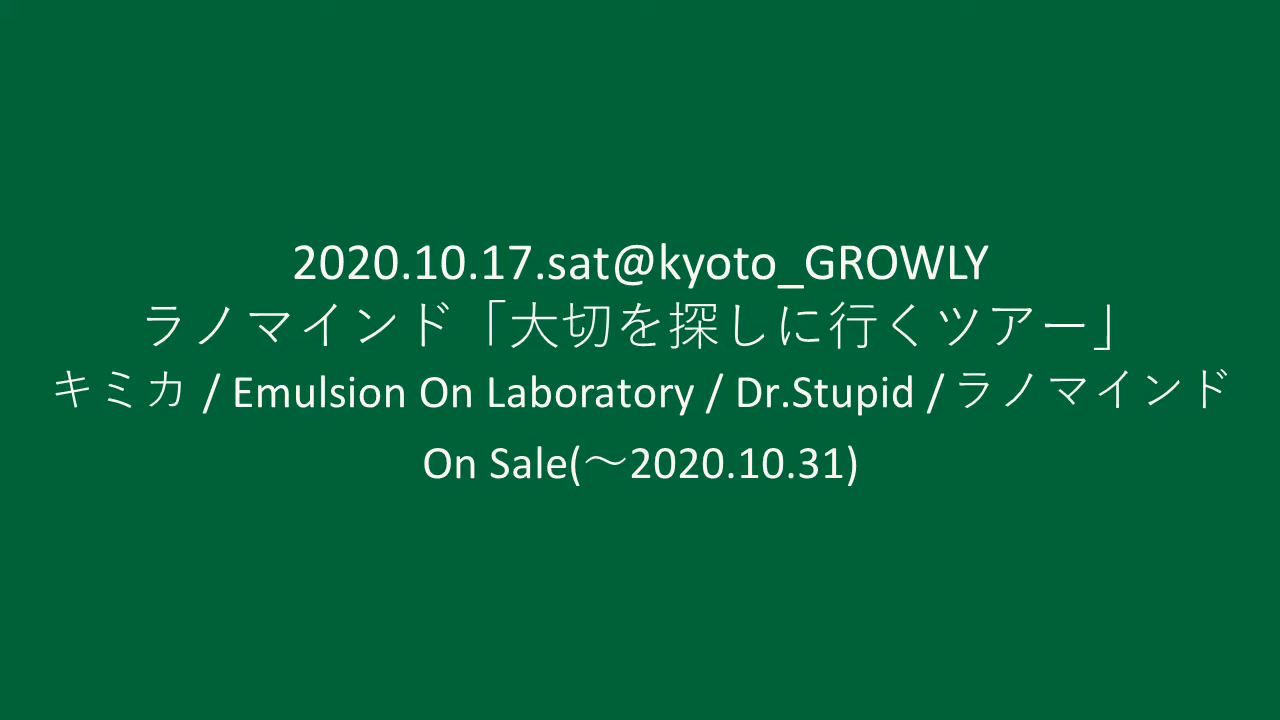 2020.10.17.sat@kyoto_GROWLY
ラノマインド「大切を探しに行くツアー」
キミカ / Emulsion On Laboratory / Dr.Stupid / ラノマインド
On Sale(～2020.10.31)